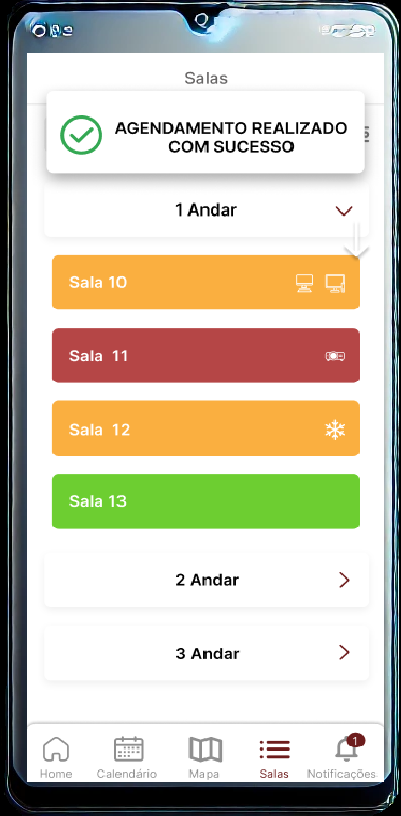 Salas
AGENDAMENTO REALIZADO
COM SUCESSO
1 Andar
Sala 10
Sala 11
Sala 12
Sala 13
2 Andar
3 Andar
1
Home
Calendário
Mapa
Salas
Notificações